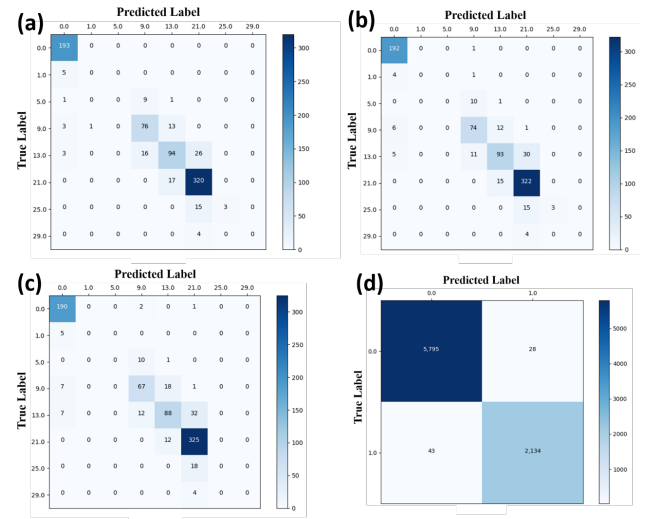 (a)
Predicted Label
0.0 1.0 5.0 9.0 13.0 21.0 25.0 29.0
True Label
0.0 193 0 0 0 0 0 0 0
1.0 5 0 0 0 0 0 0 0
5.0 1 0 0 9 1 0 0 0
9.0 3 1 0 76 13 0 0 0
13.0 3 0 0 16 94 26 0 0
21.0 0 0 0 0 17 320 0 0
25.0 0 0 0 0 0 15 3 0
29.0 0 0 0 0 0 4 0 0
300
250
200
150
100
50
0
(b)
Predicted Label
0.0 1.0 5.0 9.0 13.0 21.0 25.0 29.0
True Label
0.0 192 0 0 1 0 0 0 0
1.0 4 0 0 1 0 0 0 0
5.0 0 0 0 10 1 0 0 0
9.0 6 0 0 74 12 1 0 0
13.0 5 0 0 11 93 30 0 0
21.0 0 0 0 0 15 322 0 0
25.0 0 0 0 0 0 15 3 0
29.0 0 0 0 0 0 4 0 0
300
250
200
150
100
50
0
(c)
Predicted Label
0.0 1.0 5.0 9.0 13.0 21.0 25.0 29.0
True Label
0.0 190 0 0 2 0 1 0 0
1.0 5 0 0 0 0 0 0 0
5.0 0 0 0 10 1 0 0 0
9.0 7 0 0 67 18 1 0 0
13.0 7 0 0 12 88 32 0 0
21.0 0 0 0 0 12 325 0 0
25.0 0 0 0 0 0 18 0 0
29.0 0 0 0 0 0 4 0 0
300
250
200
150
100
50
0
(d)
Predicted Label
0.0 1.0
True Label
0.0 5,795 28
1.0 43 2,134
5000
4000
3000
2000
1000